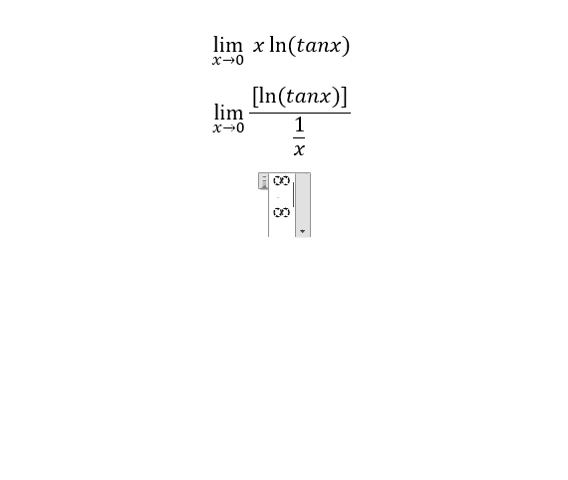 lim x→0 x ln(tanx)
lim x→0 [ln(tanx)] / (1/x)
∞
∞